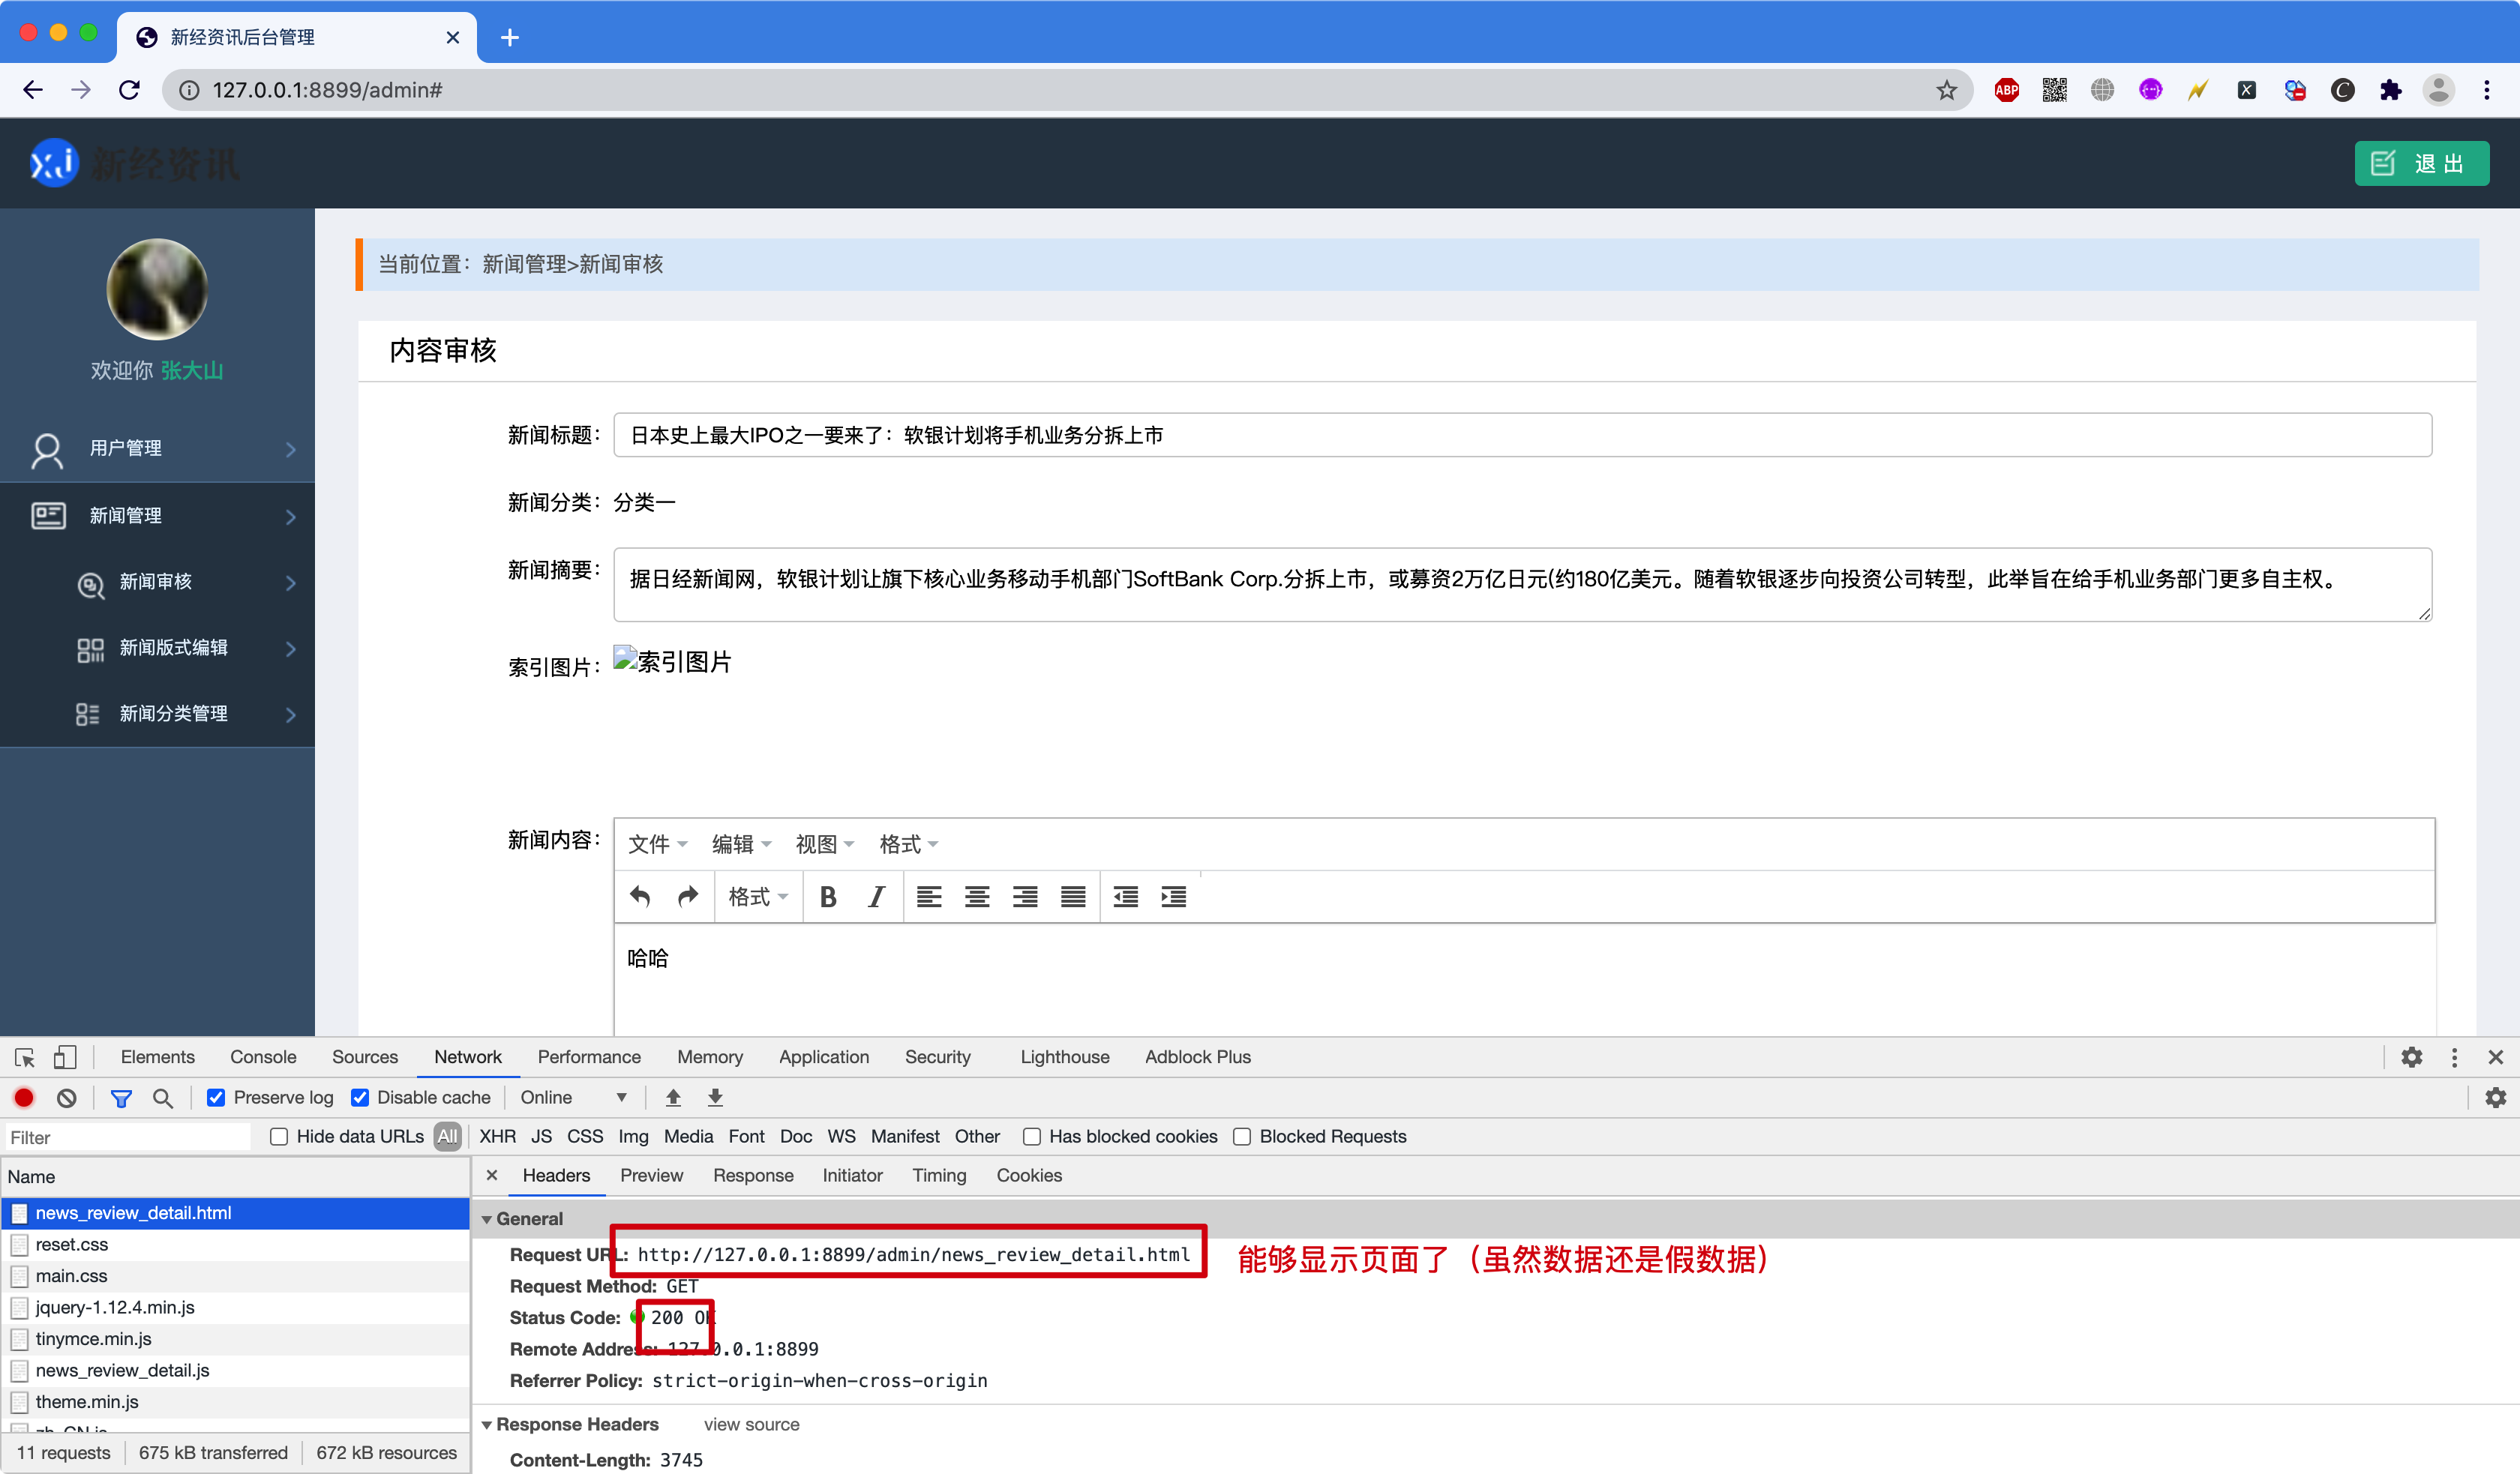 新经资讯后台管理
127.0.0.1:8899/admin#
ABP
新经资讯
退 出
欢迎你 张大山
用户管理
新闻管理
新闻审核
新闻版式编辑
新闻分类管理
当前位置：新闻管理>新闻审核
内容审核
新闻标题：
日本史上最大IPO之一要来了：软银计划将手机业务分拆上市
新闻分类：分类一
新闻摘要：
据日经新闻网，软银计划让旗下核心业务移动手机部门SoftBank Corp.分拆上市，或募资2万亿日元(约180亿美元。随着软银逐步向投资公司转型，此举旨在给手机业务部门更多自主权。
索引图片：
索引图片
新闻内容：
文件 编辑 视图 格式
格式 B I
哈哈
Elements Console Sources Network Performance Memory Application Security Lighthouse Adblock Plus
Preserve log Disable cache Online
Filter Hide data URLs All XHR JS CSS Img Media Font Doc WS Manifest Other Has blocked cookies Blocked Requests
Name
news_review_detail.html
reset.css
main.css
jquery-1.12.4.min.js
tinymce.min.js
news_review_detail.js
theme.min.js
zh_CN.js
11 requests 675 kB transferred 672 kB resources
Headers Preview Response Initiator Timing Cookies
General
Request URL: http://127.0.0.1:8899/admin/news_review_detail.html
能够显示页面了（虽然数据还是假数据）
Request Method: GET
Status Code: 200 OK
Remote Address: 127.0.0.1:8899
Referrer Policy: strict-origin-when-cross-origin
Response Headers view source
Content-Length: 3745